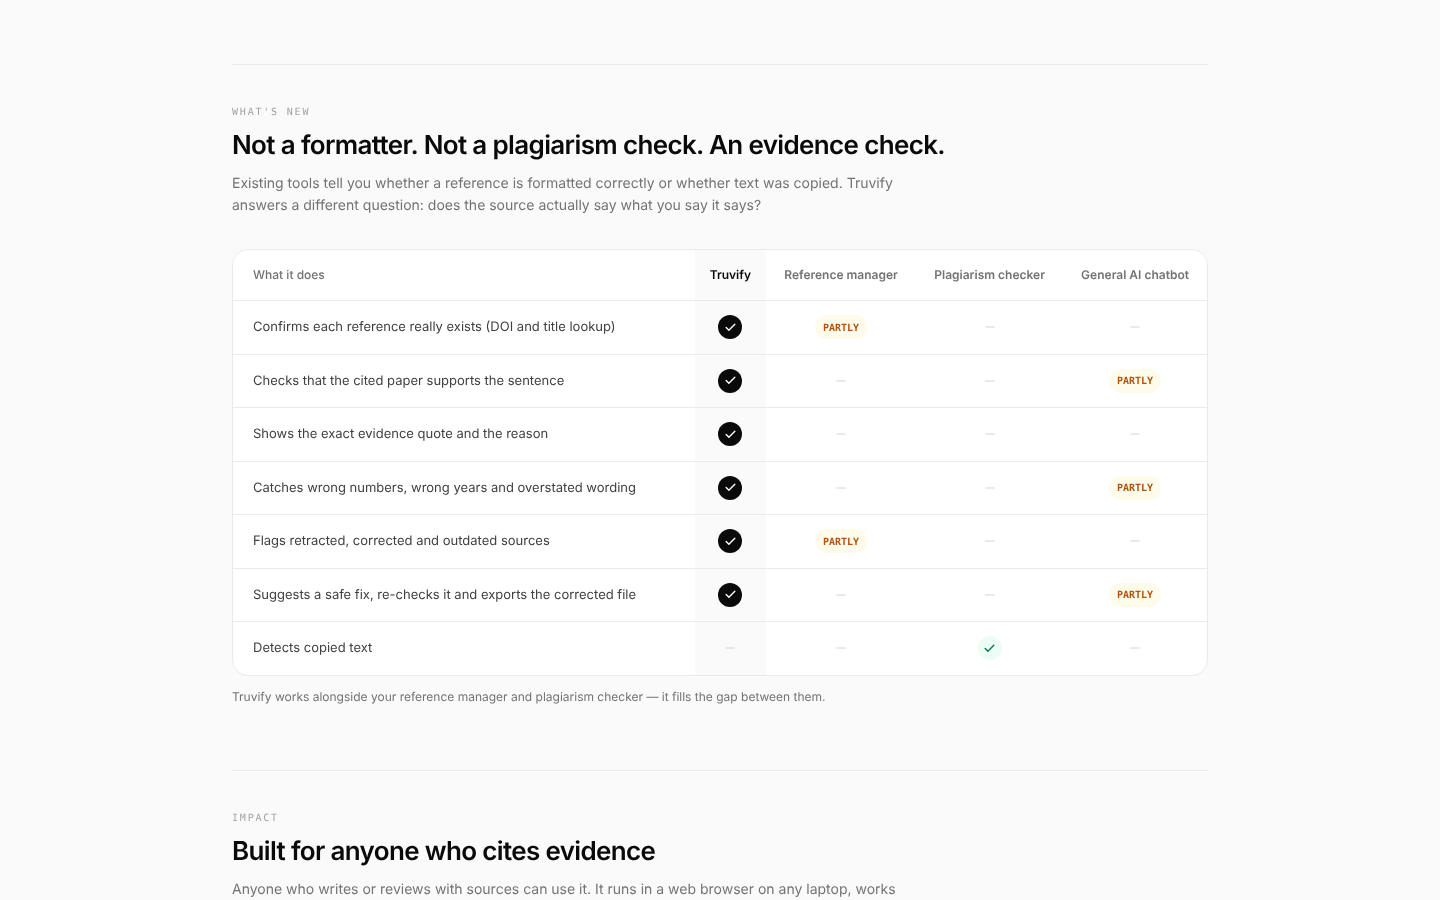 WHAT'S NEW
Not a formatter. Not a plagiarism check. An evidence check.
Existing tools tell you whether a reference is formatted correctly or whether text was copied. Truvify
answers a different question: does the source actually say what you say it says?
What it does Truvify Reference manager Plagiarism checker General AI chatbot
Confirms each reference really exists (DOI and title lookup) ✓ PARTLY — —
Checks that the cited paper supports the sentence ✓ — — PARTLY
Shows the exact evidence quote and the reason ✓ — — —
Catches wrong numbers, wrong years and overstated wording ✓ — — PARTLY
Flags retracted, corrected and outdated sources ✓ PARTLY — —
Suggests a safe fix, re-checks it and exports the corrected file ✓ — — PARTLY
Detects copied text — — ✓ —
Truvify works alongside your reference manager and plagiarism checker — it fills the gap between them.
IMPACT
Built for anyone who cites evidence
Anyone who writes or reviews with sources can use it. It runs in a web browser on any laptop, works